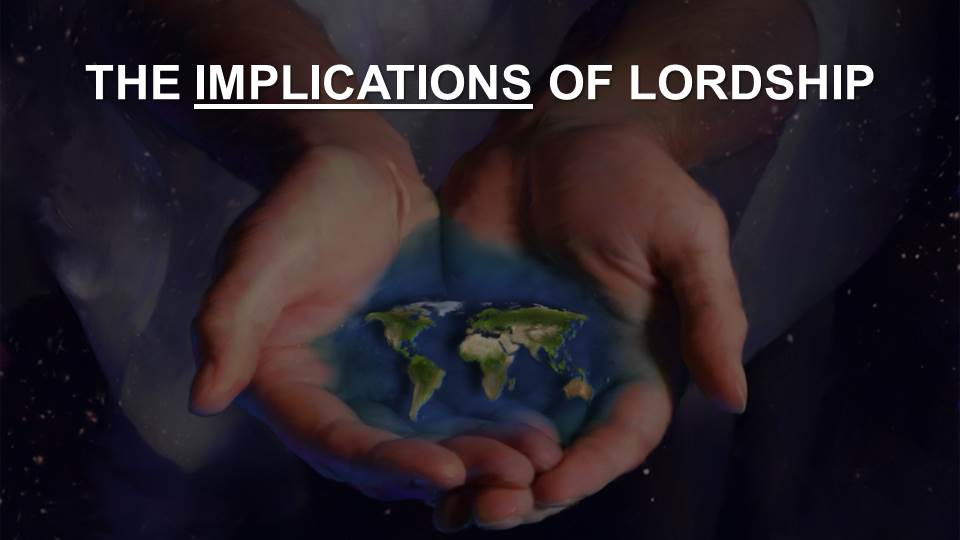 THE IMPLICATIONS OF LORDSHIP